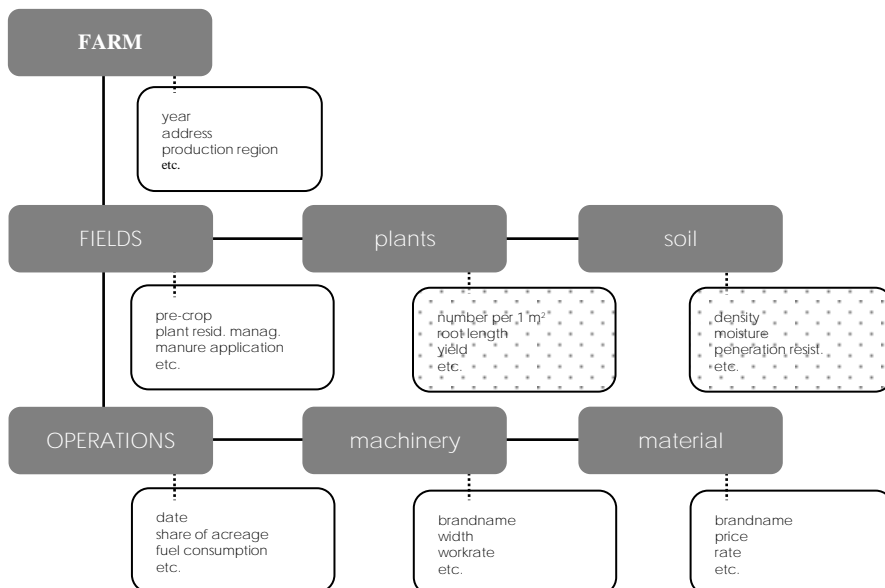 FARM
year
address
production region
etc.
FIELDS
plants
soil
pre-crop
plant resid. manag.
manure application
etc.
number per 1 m²
root length
yield
etc.
density
moisture
peneration resist.
etc.
OPERATIONS
machinery
material
date
share of acreage
fuel consumption
etc.
brandname
width
workrate
etc.
brandname
price
rate
etc.